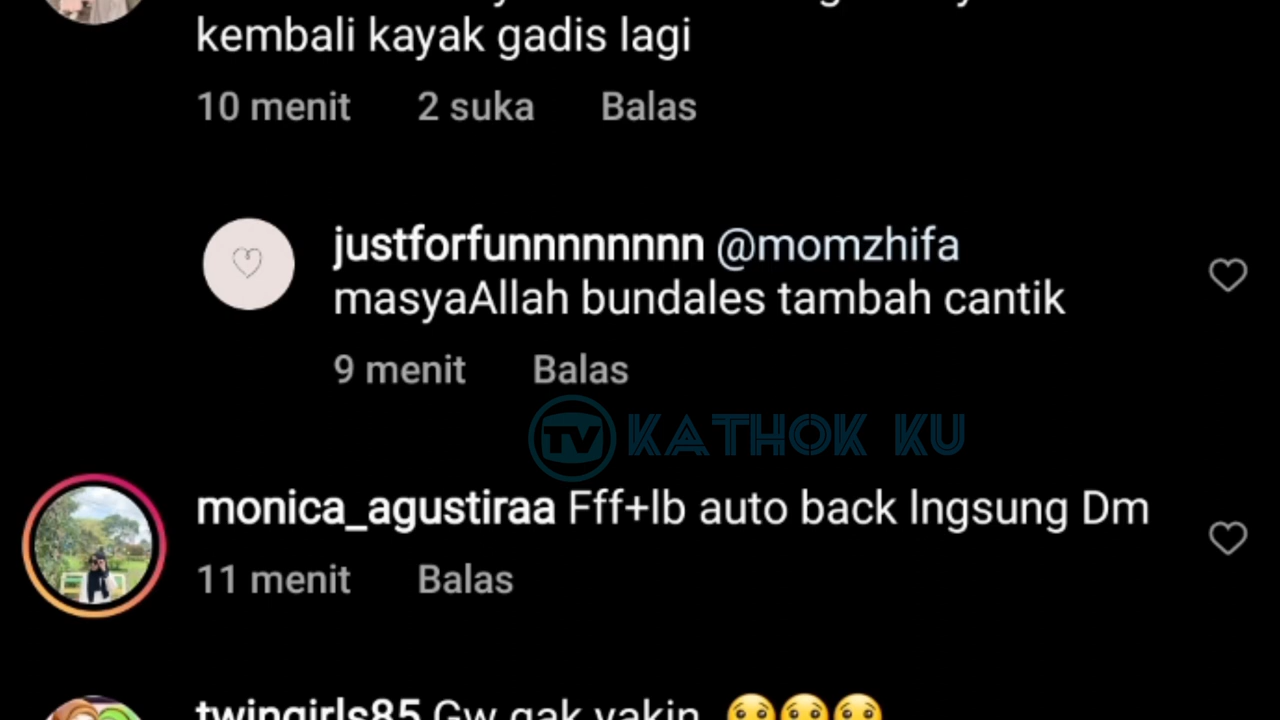 kembali kayak gadis lagi
10 menit 2 suka Balas
justforfunnnnnnnn @momzhifa
masyaAllah bundales tambah cantik
9 menit Balas
TV KATHOK KU
monica_agustiraa Fff+lb auto back lngsung Dm
11 menit Balas
twingirls85 Gw gak yakin